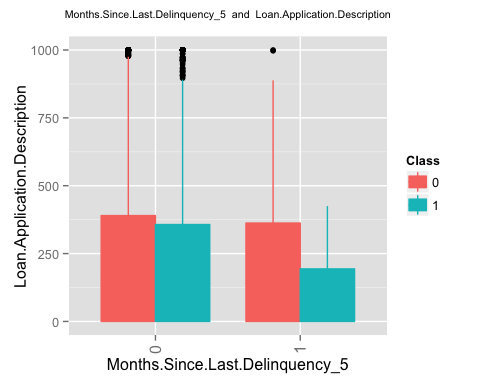 Months.Since.Last.Delinquency_5 and Loan.Application.Description
1000
750
500
250
0
Loan.Application.Description
0
1
Months.Since.Last.Delinquency_5
Class
0
1